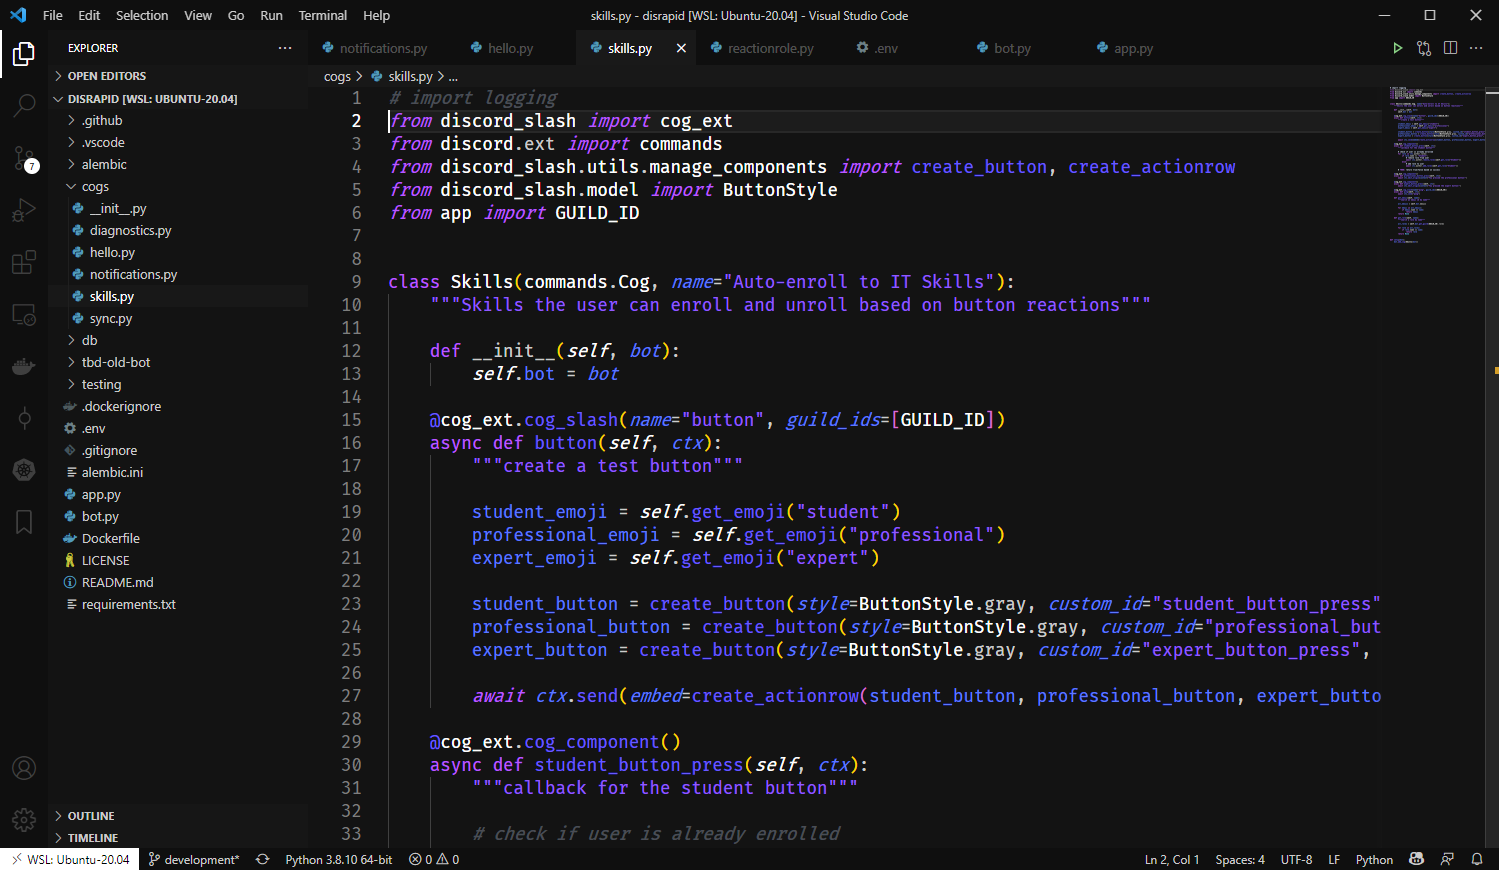 File Edit Selection View Go Run Terminal Help
skills.py - disrapid [WSL: Ubuntu-20.04] - Visual Studio Code
EXPLORER
OPEN EDITORS
DISRAPID [WSL: UBUNTU-20.04]
.github
.vscode
alembic
cogs
__init__.py
diagnostics.py
hello.py
notifications.py
skills.py
sync.py
db
tbd-old-bot
testing
.dockerignore
.env
.gitignore
alembic.ini
app.py
bot.py
Dockerfile
LICENSE
README.md
requirements.txt
OUTLINE
TIMELINE
7
notifications.py hello.py skills.py reactionrole.py .env bot.py app.py
cogs > skills.py > ...
1 # import logging
2 from discord_slash import cog_ext
3 from discord.ext import commands
4 from discord_slash.utils.manage_components import create_button, create_actionrow
5 from discord_slash.model import ButtonStyle
6 from app import GUILD_ID
7
8
9 class Skills(commands.Cog, name="Auto-enroll to IT Skills"):
10 """Skills the user can enroll and unroll based on button reactions"""
11
12 def __init__(self, bot):
13 self.bot = bot
14
15 @cog_ext.cog_slash(name="button", guild_ids=[GUILD_ID])
16 async def button(self, ctx):
17 """create a test button"""
18
19 student_emoji = self.get_emoji("student")
20 professional_emoji = self.get_emoji("professional")
21 expert_emoji = self.get_emoji("expert")
22
23 student_button = create_button(style=ButtonStyle.gray, custom_id="student_button_press"
24 professional_button = create_button(style=ButtonStyle.gray, custom_id="professional_but
25 expert_button = create_button(style=ButtonStyle.gray, custom_id="expert_button_press",
26
27 await ctx.send(embed=create_actionrow(student_button, professional_button, expert_butto
28
29 @cog_ext.cog_component()
30 async def student_button_press(self, ctx):
31 """callback for the student button"""
32
33 # check if user is already enrolled
WSL: Ubuntu-20.04 development* Python 3.8.10 64-bit 0 0 Ln 2, Col 1 Spaces: 4 UTF-8 LF Python